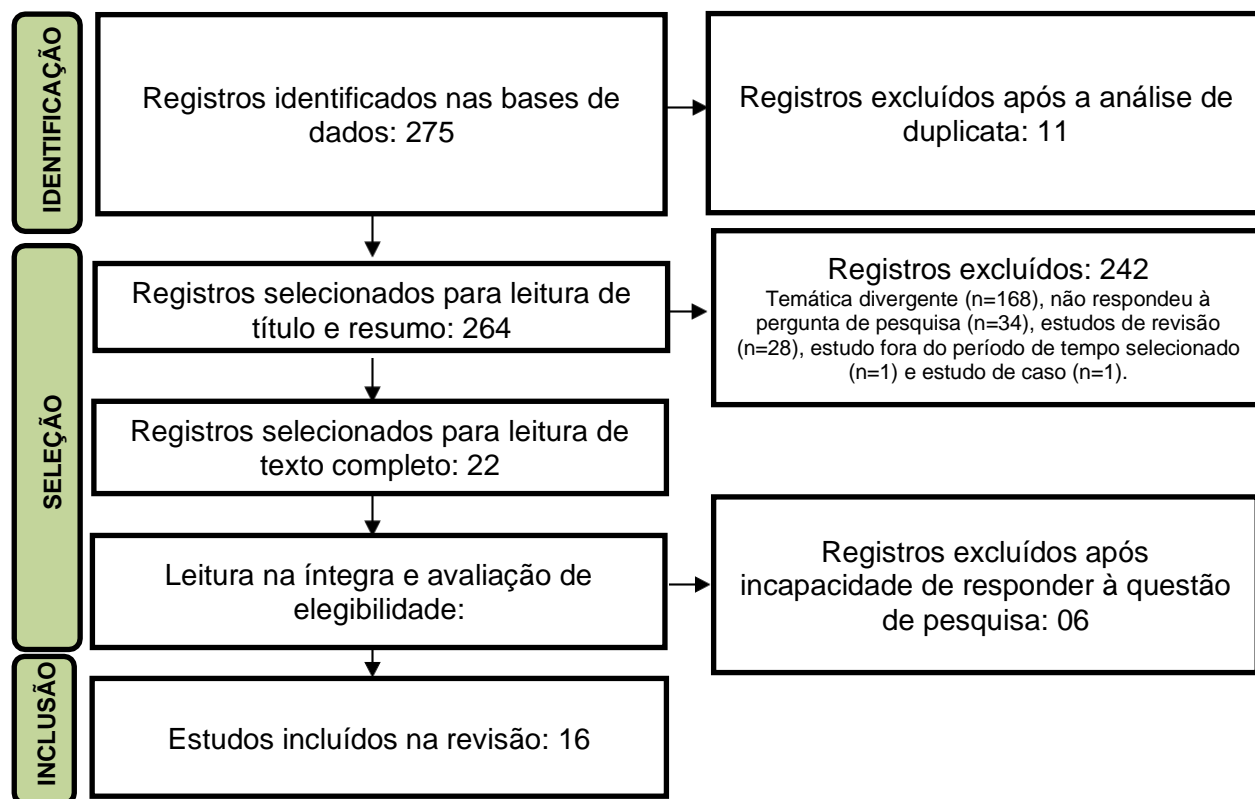 IDENTIFICAÇÃO
Registros identificados nas bases de
dados: 275
Registros excluídos após a análise de
duplicata: 11
SELEÇÃO
Registros selecionados para leitura de
título e resumo: 264
Registros excluídos: 242
Temática divergente (n=168), não respondeu à
pergunta de pesquisa (n=34), estudos de revisão
(n=28), estudo fora do período de tempo selecionado
(n=1) e estudo de caso (n=1).
Registros selecionados para leitura de
texto completo: 22
Leitura na íntegra e avaliação de
elegibilidade:
Registros excluídos após
incapacidade de responder à questão
de pesquisa: 06
INCLUSÃO
Estudos incluídos na revisão: 16